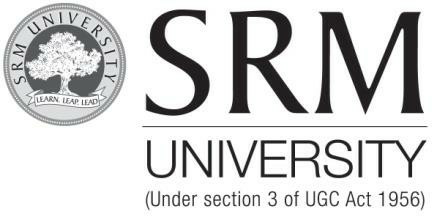 SRM UNIVERSITY
LEARN. LEAP. LEAD
SRM
UNIVERSITY
(Under section 3 of UGC Act 1956)